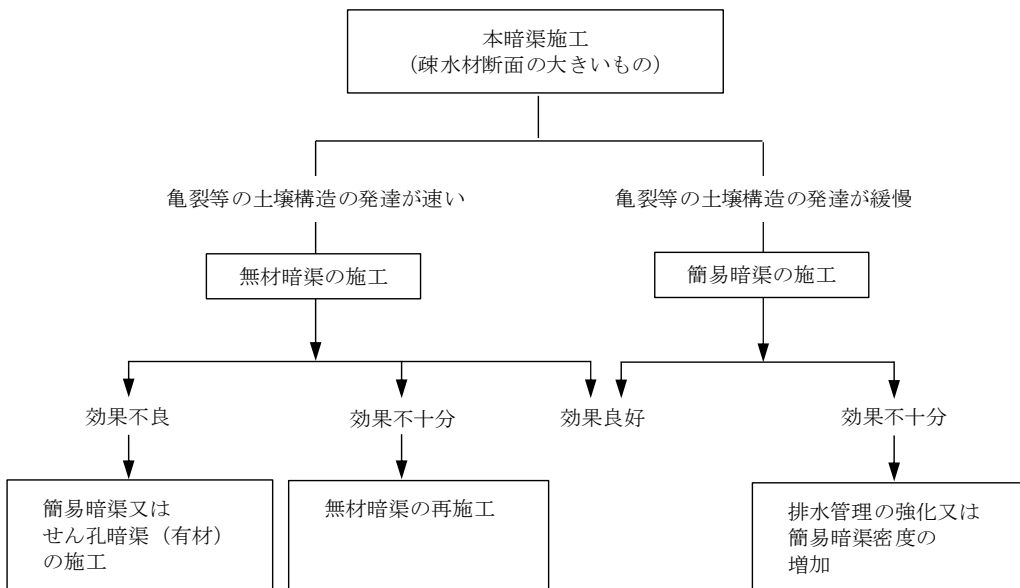 本暗渠施工
(疎水材断面の大きいもの)
亀裂等の土壌構造の発達が速い
亀裂等の土壌構造の発達が緩慢
無材暗渠の施工
簡易暗渠の施工
効果不良
効果不十分
効果良好
効果不十分
簡易暗渠又は
せん孔暗渠(有材)
の施工
無材暗渠の再施工
排水管理の強化又は
簡易暗渠密度の
増加